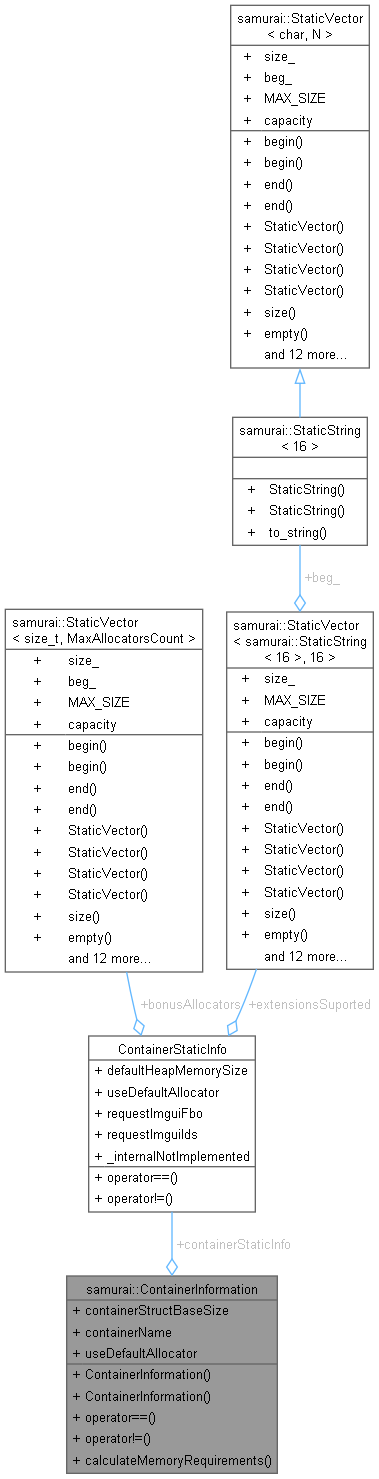 samurai::StaticVector
< char, N >
+ size_
+ beg_
+ MAX_SIZE
+ capacity
+ begin()
+ begin()
+ end()
+ end()
+ StaticVector()
+ StaticVector()
+ StaticVector()
+ StaticVector()
+ size()
+ empty()
and 12 more...
samurai::StaticString
< 16 >
+ StaticString()
+ StaticString()
+ to_string()
+beg_
samurai::StaticVector
< size_t, MaxAllocatorsCount >
+ size_
+ beg_
+ MAX_SIZE
+ capacity
+ begin()
+ begin()
+ end()
+ end()
+ StaticVector()
+ StaticVector()
+ StaticVector()
+ StaticVector()
+ size()
+ empty()
and 12 more...
samurai::StaticVector
< samurai::StaticString
< 16 >, 16 >
+ size_
+ MAX_SIZE
+ capacity
+ begin()
+ begin()
+ end()
+ end()
+ StaticVector()
+ StaticVector()
+ StaticVector()
+ StaticVector()
+ size()
+ empty()
and 12 more...
+bonusAllocators
+extensionsSuported
ContainerStaticInfo
+ defaultHeapMemorySize
+ useDefaultAllocator
+ requestImguiFbo
+ requestImguiIds
+ _internalNotImplemented
+ operator==()
+ operator!=()
+containerStaticInfo
samurai::ContainerInformation
+ containerStructBaseSize
+ containerName
+ useDefaultAllocator
+ ContainerInformation()
+ ContainerInformation()
+ operator==()
+ operator!=()
+ calculateMemoryRequirements()